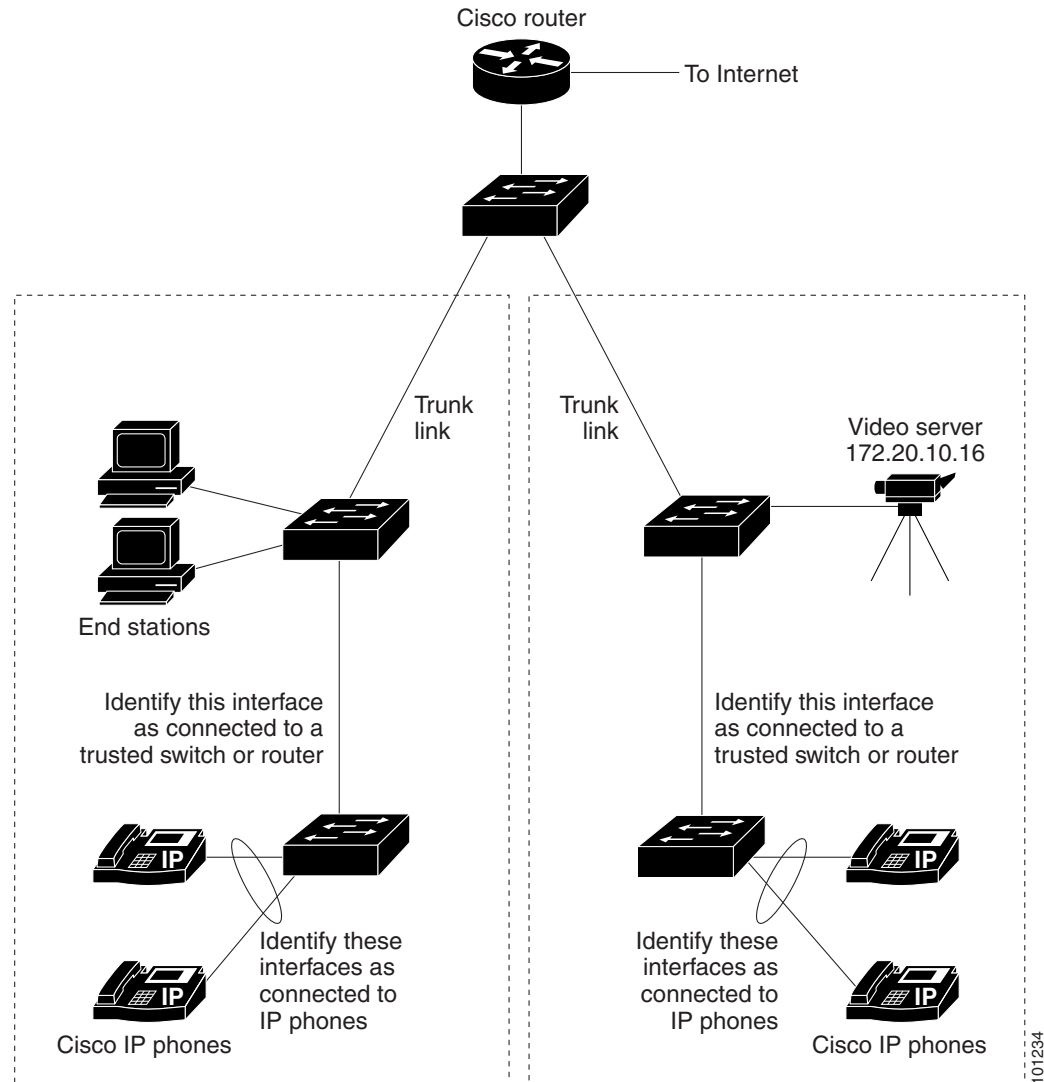 Cisco router
To Internet
Trunk
link
Trunk
link
Video server
172.20.10.16
End stations
Identify this interface
as connected to a
trusted switch or router
Identify this interface
as connected to a
trusted switch or router
IP
IP
IP
IP
Identify these
interfaces as
connected to
IP phones
Identify these
interfaces as
connected to
IP phones
Cisco IP phones
Cisco IP phones
101234